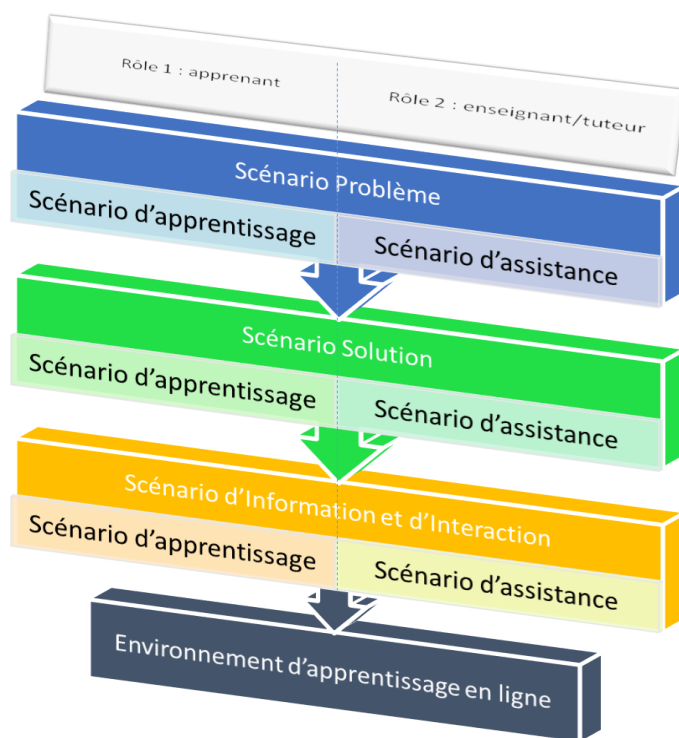 Rôle 1 : apprenant
Rôle 2 : enseignant/tuteur
Scénario Problème
Scénario d’apprentissage
Scénario d’assistance
Scénario Solution
Scénario d’apprentissage
Scénario d’assistance
Scénario d’Information et d’Interaction
Scénario d’apprentissage
Scénario d’assistance
Environnement d’apprentissage en ligne